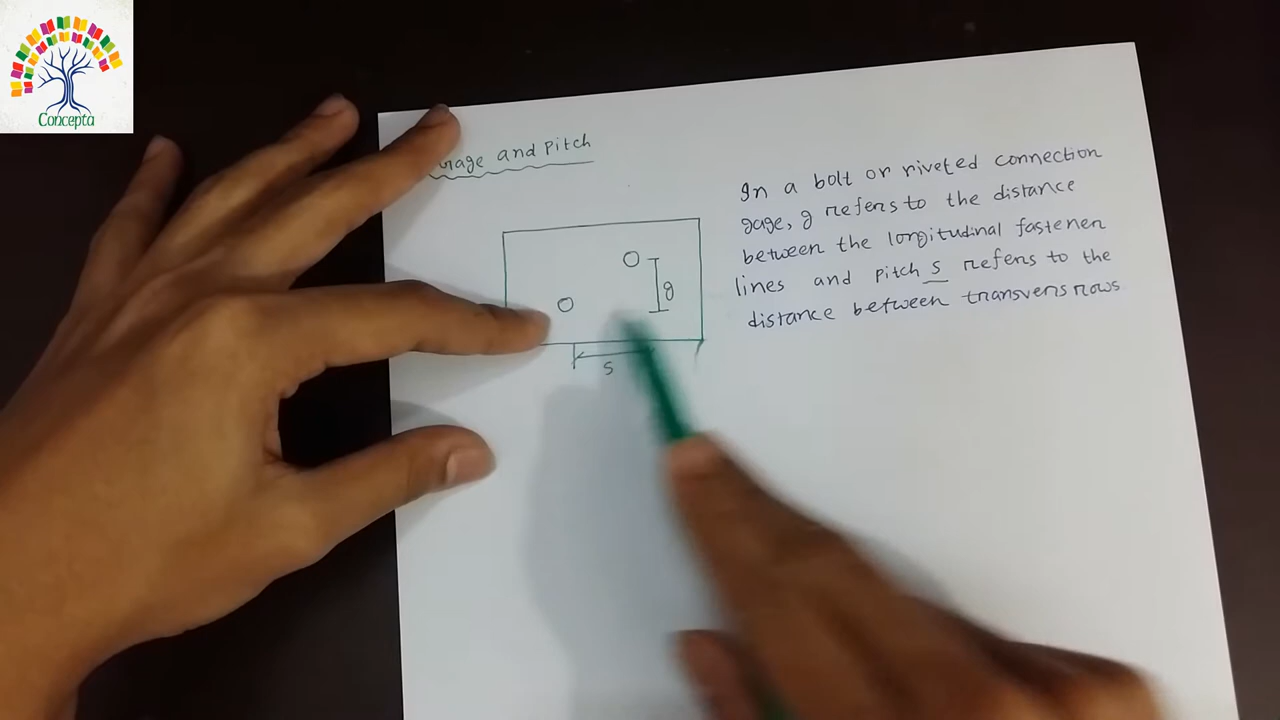 Concepta
Gage and Pitch
In a bolt or riveted connection
gage, g refers to the distance
between the longitudinal fastener
lines and pitch s refers to the
distance between transvers rows
g
s